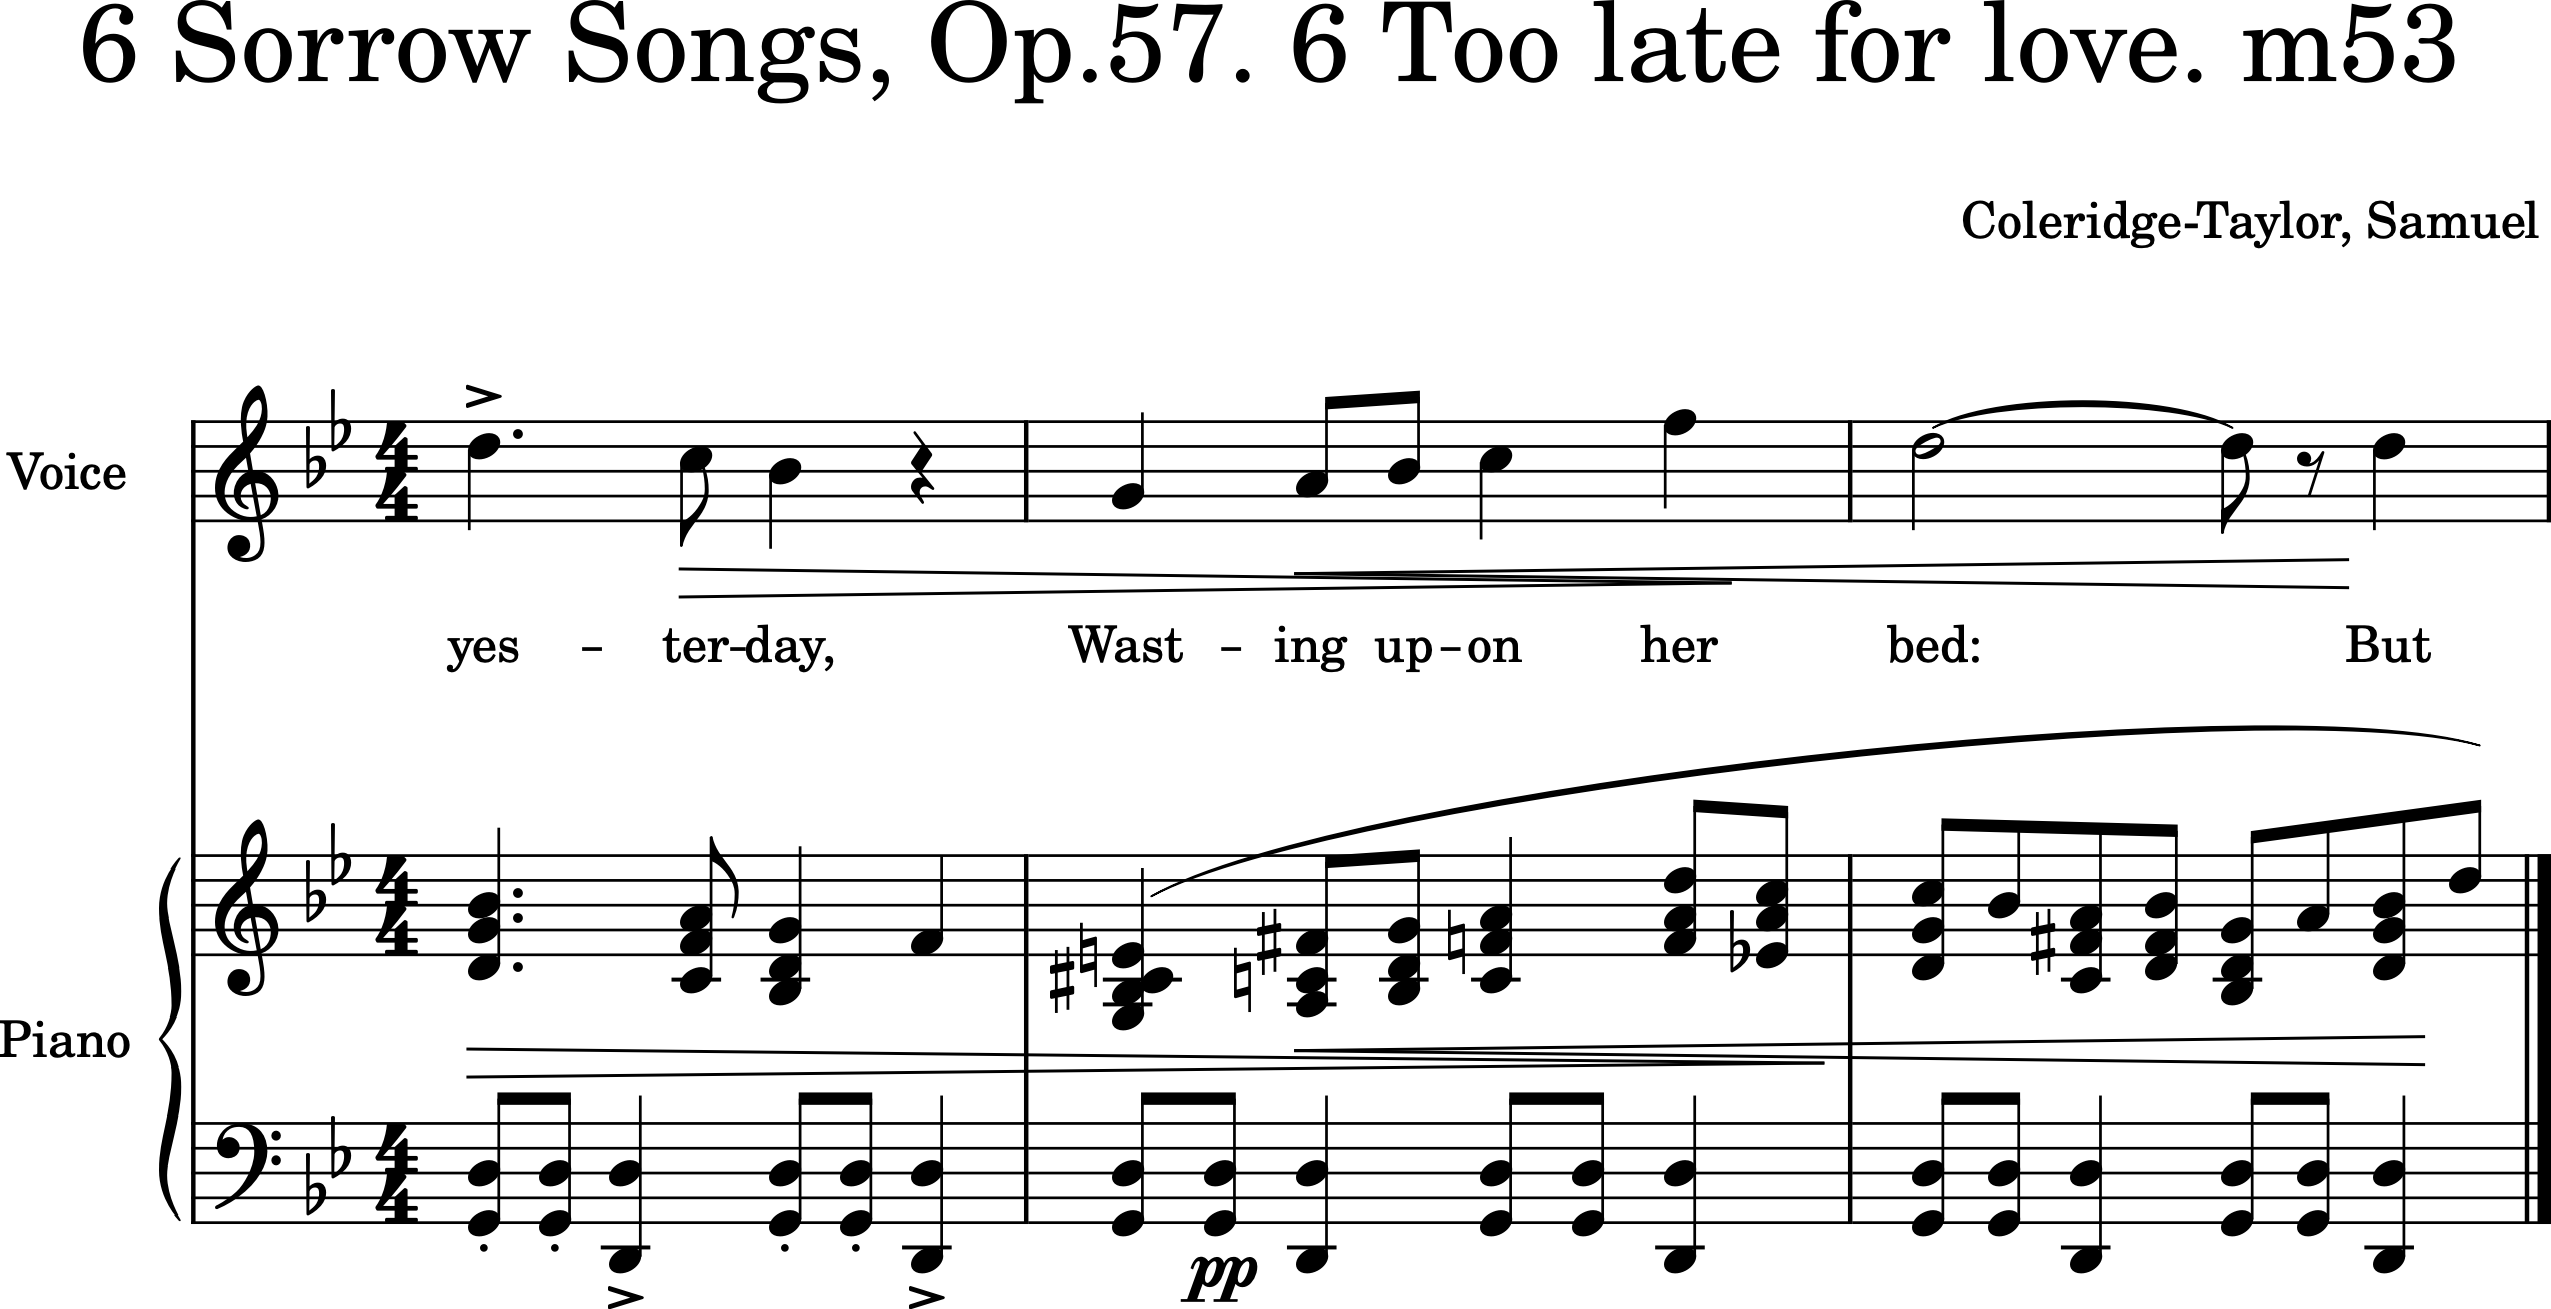 6 Sorrow Songs, Op.57. 6 Too late for love. m53
Coleridge-Taylor, Samuel
Voice
yes - ter-day, Wast - ing up-on her bed: But
Piano
pp